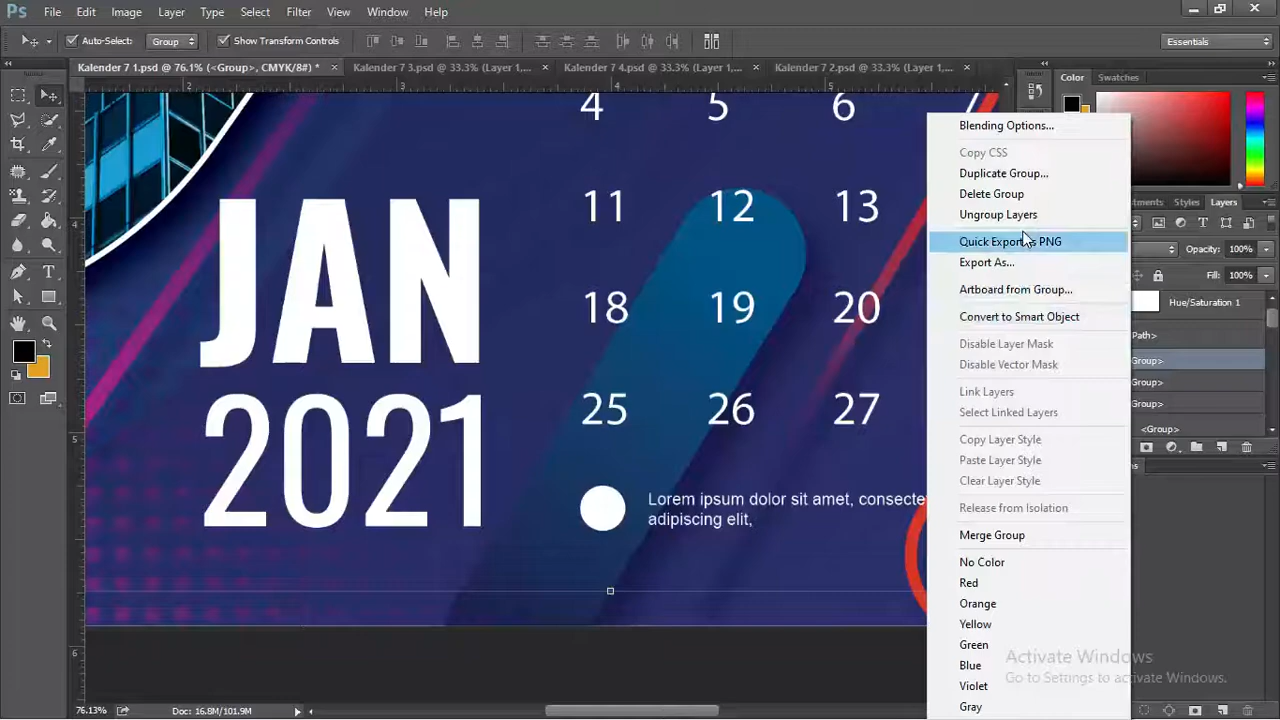 Ps File Edit Image Layer Type Select Filter View Window Help
Auto-Select: Group Show Transform Controls Essentials
Kalender 7 1.psd @ 76.1% (<Group>, CMYK/8#) * × Kalender 7 3.psd @ 33.3% (Layer 1,... × Kalender 7 4.psd @ 33.3% (Layer 1,... × Kalender 7 2.psd @ 33.3% (Layer 1,... ×
Color Swatches
2 3 4 5
4 5 6 7
11 12 13
18 19 20
25 26 27
JAN
2021
Lorem ipsum dolor sit amet,
adipiscing elit,
4
5
6
Blending Options...
Copy CSS
Duplicate Group...
Delete Group
Ungroup Layers
Quick Export PNG
Export As...
Artboard from Group...
Convert to Smart Object
Disable Layer Mask
Disable Vector Mask
Link Layers
Select Linked Layers
Copy Layer Style
Paste Layer Style
Clear Layer Style
Release from Isolation
Merge Group
No Color
Red
Orange
Yellow
Green
Blue
Violet
Gray
Styles Layers
Opacity: 100%
Fill: 100%
Hue/Saturation 1
Path>
Group>
Group>
Group>
<Group>
Activate Windows
Go to Settings to activate Windows.
76.13% Doc: 16.8M/101.9M